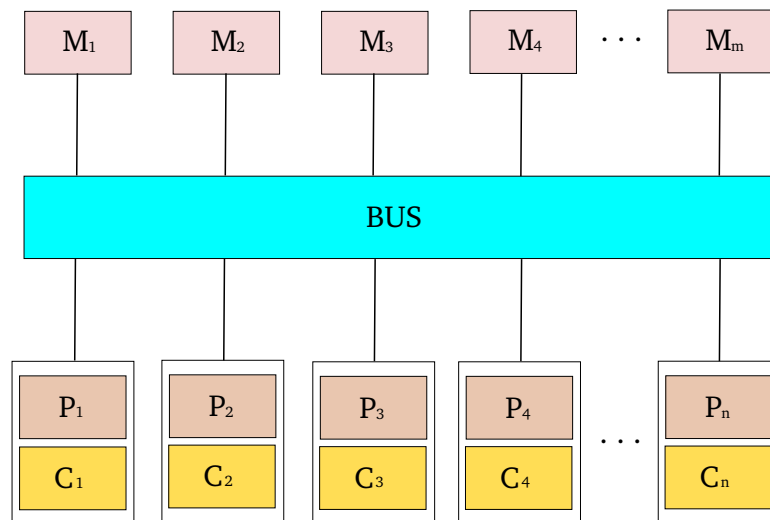 M₁ M₂ M₃ M₄ . . . Mₘ
BUS
P₁ P₂ P₃ P₄ Pₙ
. . .
C₁ C₂ C₃ C₄ Cₙ